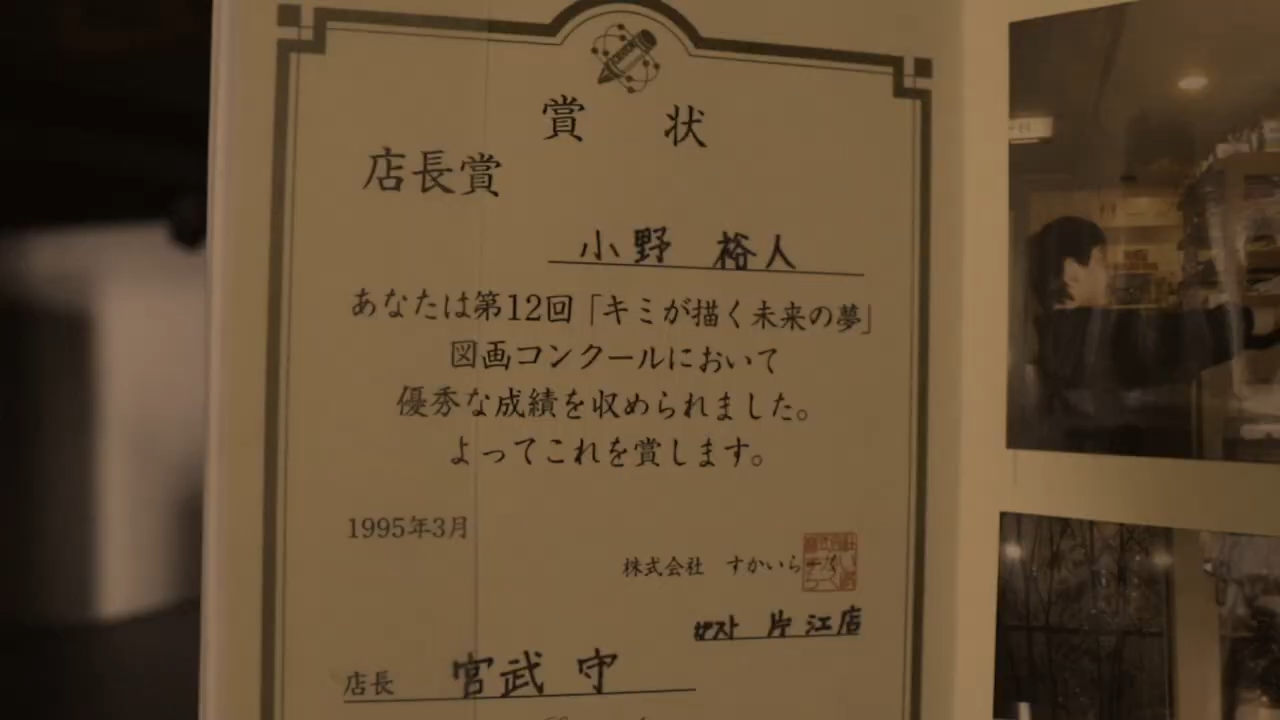 賞 状
店長賞
小野 裕人
あなたは第12回「キミが描く未来の夢」
図画コンクールにおいて
優秀な成績を収められました。
よってこれを賞します。
1995年3月
株式会社 すかいら
ガスト 片江店
店長 宮武 守